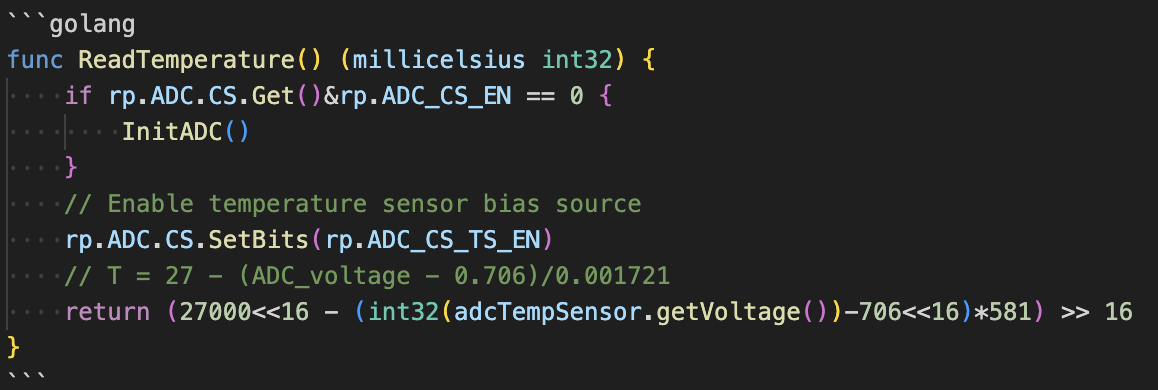 ```golang
func ReadTemperature() (millicelsius int32) {
    if rp.ADC.CS.Get()&rp.ADC_CS_EN == 0 {
        InitADC()
    }
    // Enable temperature sensor bias source
    rp.ADC.CS.SetBits(rp.ADC_CS_TS_EN)
    // T = 27 - (ADC_voltage - 0.706)/0.001721
    return (27000<<16 - (int32(adcTempSensor.getVoltage())-706<<16)*581) >> 16
}
```